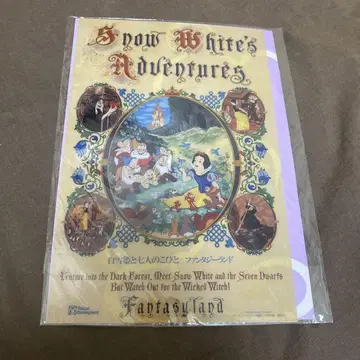 Snow White's
Adventures
白雪姫と七人のこびと ファンタジーランド
Venture into the Dark Forest, Meet Snow White and the Seven Dwarfs
But Watch Out for the Wicked Witch!
Fantasyland